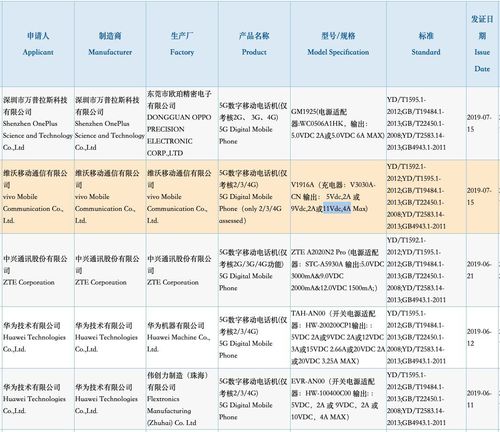 申请人
Applicant
制造商
Manufacturer
生产厂
Factory
产品名称
Product
型号/规格
Model Specification
标准
Standard
发证日
期
Issue
Date
深圳市万普拉斯科技
有限公司
Shenzhen OnePlus
Science and Technology
Co.,Ltd
深圳市万普拉斯科技
有限公司
Shenzhen OnePlus
Science and Technology
Co.,Ltd
东莞市欧珀精密电子
有限公司
DONGGUAN OPPO
PRECISION
ELECTRONIC
CORP.,LTD
5G数字移动电话机(仅
考核2G、3G、4G)
5G Digital Mobile
Phone
GM1925(电源适配
器:WC0506A1HK，输出：
5.0VDC 2A或5.0VDC 6A MAX)
YD/T1595.1-
2012;GB/T19484.1-
2013;GB/T22450.1-
2008;YD/T2583.14-
2013;GB4943.1-2011
2019-07-
15
维沃移动通信有限公司
vivo Mobile
Communication Co.,
Ltd.
维沃移动通信有限公司
vivo Mobile
Communication Co.,
Ltd.
维沃移动通信有限公司
vivo Mobile
Communication Co.,
Ltd.
5G数字移动电话机(仅
考核2/3/4G)
5G Digital Mobile
Phone（only 2/3/4G
assessed）
V1916A（充电器：V3030A-
CN 输出： 5Vdc,2A 或
9Vdc,2A或11Vdc,4A Max)
YD/T1592.1-
2012;YD/T1595.1-
2012;GB/T19484.1-
2013;GB/T22450.1-
2008;YD/T2583.14-
2013;GB4943.1-2011
2019-07-
15
中兴通讯股份有限公司
ZTE Corporation
中兴通讯股份有限公司
ZTE Corporation
中兴通讯股份有限公司
ZTE Corporation
5G数字移动电话机(仅
考核2G/3G/4G功能)
5G Digital Mobile
Phone
ZTE A2020N2 Pro (电源适配
器：STC-A5930A 输出:5.0VDC
3000mA&9.0VDC
2000mA&12.0VDC 1500mA;)
YD/T1592.1-
2012;YD/T1595.1-
2012;GB/T19484.1-
2013;GB/T22450.1-
2008;YD/T2583.14-
2013;GB4943.1-2011
2019-06-
21
华为技术有限公司
Huawei Technologies
Co.,Ltd.
华为技术有限公司
Huawei Technologies
Co.,Ltd.
华为机器有限公司
Huawei Machine Co.,
Ltd.
5G数字移动电话机(仅
考核2/3/4G)
5G Digital Mobile
Phone
TAH-AN00（开关电源适配
器：HW-200200CP1输出：:
5VDC 2A或9VDC 2A或12VDC
3A或15VDC 2.66A或20VDC 2A
或20VDC 3.25A MAX）
YD/T1595.1-
2012;GB/T19484.1-
2013;GB/T22450.1-
2008;YD/T2583.14-
2013;GB4943.1-2011
2019-06-
12
华为技术有限公司
Huawei Technologies
Co.,Ltd.
华为技术有限公司
Huawei Technologies
Co.,Ltd.
伟创力制造（珠海）
有限公司
Flextronics
Manufacturing
(Zhuhai) Co. Ltd
5G数字移动电话机(仅
考核2/3/4G)
5G Digital Mobile
Phone
EVR-AN00（开关电源适配
器：HW-100400C00 输出：
5VDC，2A 或 9VDC，2A 或
10VDC，4A MAX）
YD/T1595.1-
2012;GB/T19484.1-
2013;GB/T22450.1-
2008;YD/T2583.14-
2013;GB4943.1-2011
2019-06-
11